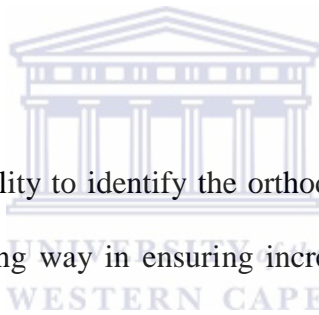 lity to identify the orthod
ng way in ensuring incre
UNIVERSITY of the
WESTERN CAPE